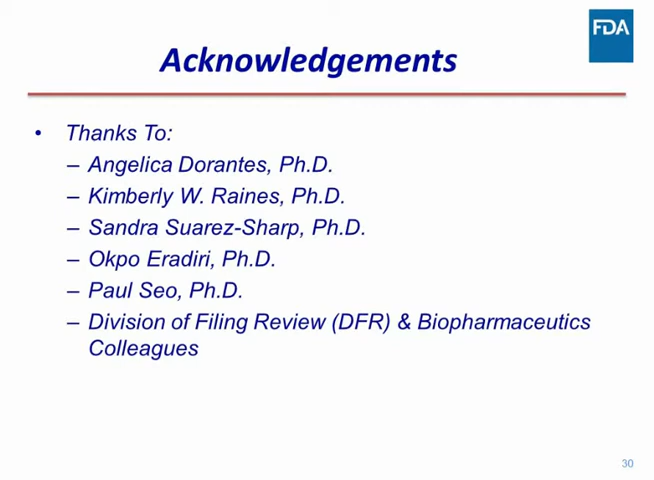 FDA
Acknowledgements
• Thanks To:
– Angelica Dorantes, Ph.D.
– Kimberly W. Raines, Ph.D.
– Sandra Suarez-Sharp, Ph.D.
– Okpo Eradiri, Ph.D.
– Paul Seo, Ph.D.
– Division of Filing Review (DFR) & Biopharmaceutics
Colleagues
30